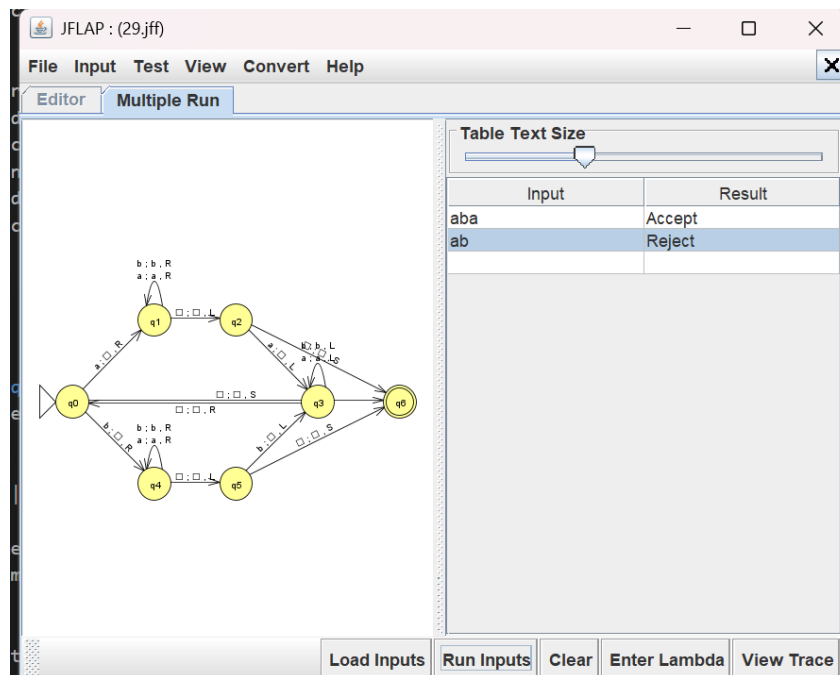 JFLAP : (29.jff)
File Input Test View Convert Help
Editor Multiple Run
Table Text Size
Input Result
aba Accept
ab Reject
b ; b , R
a ; a , R
q1
□ ; □ , L
q2
a ; □ , R
a ; □ , L
□ ; □ , S
b ; b , L
a ; a , L
q0
□ ; □ , S
□ ; □ , R
q3
q6
b ; □ , R
b ; b , R
a ; a , R
q4
□ ; □ , L
q5
b ; □ , L
□ ; □ , S
Load Inputs Run Inputs Clear Enter Lambda View Trace